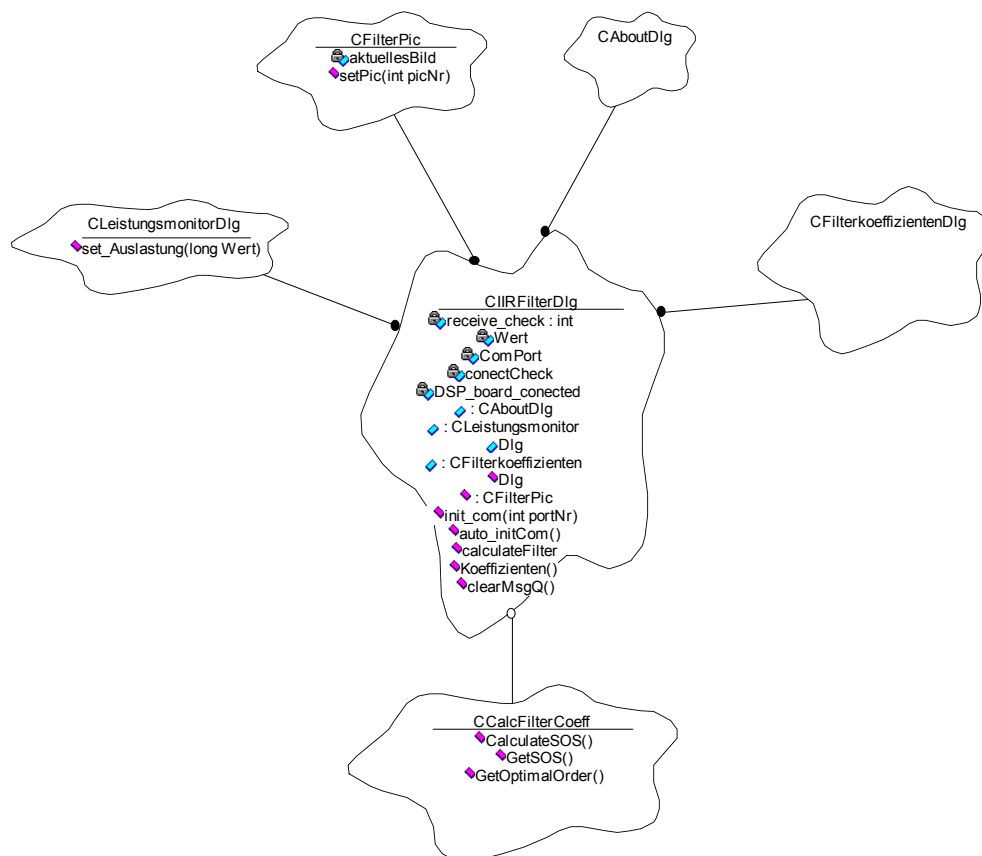 CFilterPic
aktuellesBild
setPic(int picNr)
CAboutDlg
CLeistungsmonitorDlg
set_Auslastung(long Wert)
CFilterkoeffizientenDlg
CIIRFilterDlg
receive_check : int
Wert
ComPort
conectCheck
DSP_board_conected
: CAboutDlg
: CLeistungsmonitor
Dlg
: CFilterkoeffizienten
Dlg
: CFilterPic
init_com(int portNr)
auto_initCom()
calculateFilter
Koeffizienten()
clearMsgQ()
CCalcFilterCoeff
CalculateSOS()
GetSOS()
GetOptimalOrder()